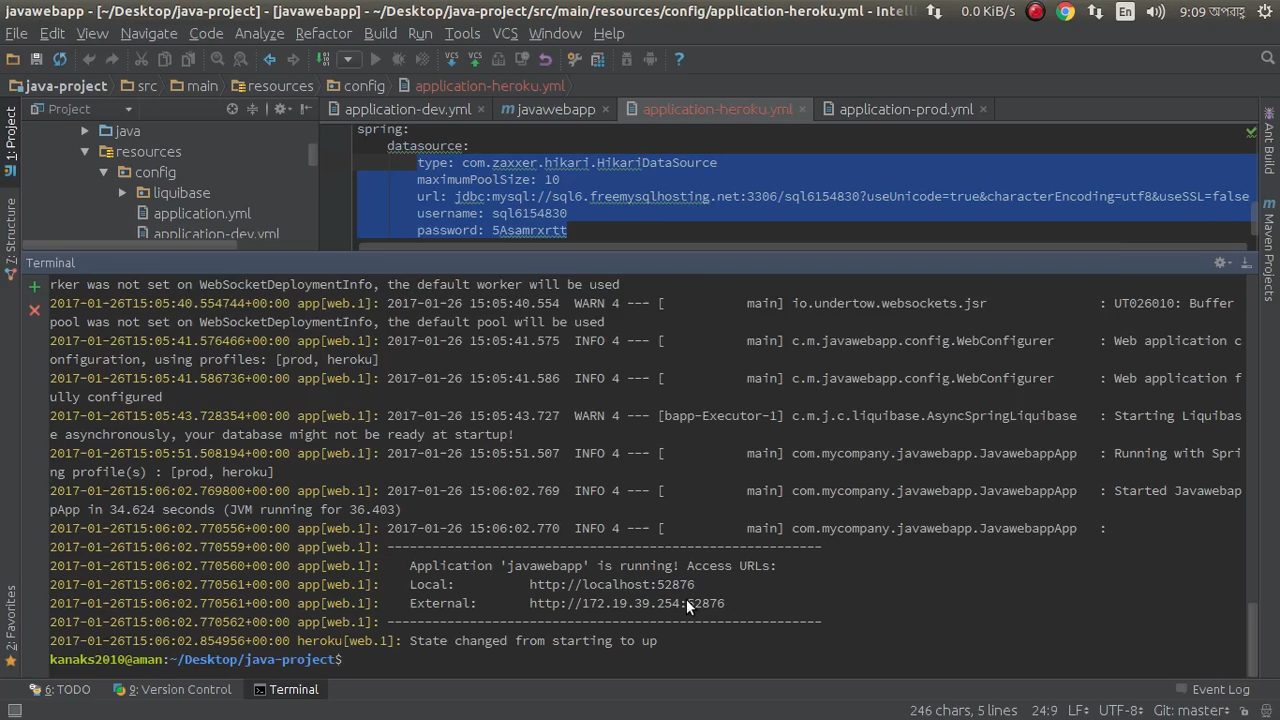 javawebapp - [~/Desktop/java-project] - [javawebapp] - ~/Desktop/java-project/src/main/resources/config/application-heroku.yml - Intell 0.0 KiB/s En 9:09 অপরাহ্ন
File Edit View Navigate Code Analyze Refactor Build Run Tools VCS Window Help
java-project src main resources config application-heroku.yml
1: Project
Project
application-dev.yml javawebapp application-heroku.yml application-prod.yml
java
resources
config
liquibase
application.yml
application-dev.yml
spring:
datasource:
type: com.zaxxer.hikari.HikariDataSource
maximumPoolSize: 10
url: jdbc:mysql://sql6.freemysqlhosting.net:3306/sql6154830?useUnicode=true&characterEncoding=utf8&useSSL=false
username: sql6154830
password: 5Asamrxrtt
Ant Build
Database
Maven Projects
7: Structure
2: Favorites
Terminal
rker was not set on WebSocketDeploymentInfo, the default worker will be used
2017-01-26T15:05:40.554744+00:00 app[web.1]: 2017-01-26 15:05:40.554  WARN 4 --- [           main] io.undertow.websockets.jsr               : UT026010: Buffer
pool was not set on WebSocketDeploymentInfo, the default pool will be used
2017-01-26T15:05:41.576466+00:00 app[web.1]: 2017-01-26 15:05:41.575  INFO 4 --- [           main] c.m.javawebapp.config.WebConfigurer      : Web application c
onfiguration, using profiles: [prod, heroku]
2017-01-26T15:05:41.586736+00:00 app[web.1]: 2017-01-26 15:05:41.586  INFO 4 --- [           main] c.m.javawebapp.config.WebConfigurer      : Web application f
ully configured
2017-01-26T15:05:43.728354+00:00 app[web.1]: 2017-01-26 15:05:43.727  WARN 4 --- [bapp-Executor-1] c.m.j.c.liquibase.AsyncSpringLiquibase   : Starting Liquibas
e asynchronously, your database might not be ready at startup!
2017-01-26T15:05:51.508194+00:00 app[web.1]: 2017-01-26 15:05:51.507  INFO 4 --- [           main] com.mycompany.javawebapp.JavawebappApp   : Running with Spri
ng profile(s) : [prod, heroku]
2017-01-26T15:06:02.769800+00:00 app[web.1]: 2017-01-26 15:06:02.769  INFO 4 --- [           main] com.mycompany.javawebapp.JavawebappApp   : Started Javawebap
pApp in 34.624 seconds (JVM running for 36.403)
2017-01-26T15:06:02.770556+00:00 app[web.1]: 2017-01-26 15:06:02.770  INFO 4 --- [           main] com.mycompany.javawebapp.JavawebappApp   :
2017-01-26T15:06:02.770559+00:00 app[web.1]: ----------------------------------------------------------
2017-01-26T15:06:02.770560+00:00 app[web.1]:    Application 'javawebapp' is running! Access URLs:
2017-01-26T15:06:02.770561+00:00 app[web.1]:    Local:          http://localhost:52876
2017-01-26T15:06:02.770561+00:00 app[web.1]:    External:       http://172.19.39.254:52876
2017-01-26T15:06:02.770562+00:00 app[web.1]: ----------------------------------------------------------
2017-01-26T15:06:02.854956+00:00 heroku[web.1]: State changed from starting to up
kanaks2010@aman:~/Desktop/java-project$
6: TODO 9: Version Control Terminal Event Log
246 chars, 5 lines 24:9 LF÷ UTF-8÷ Git: master÷